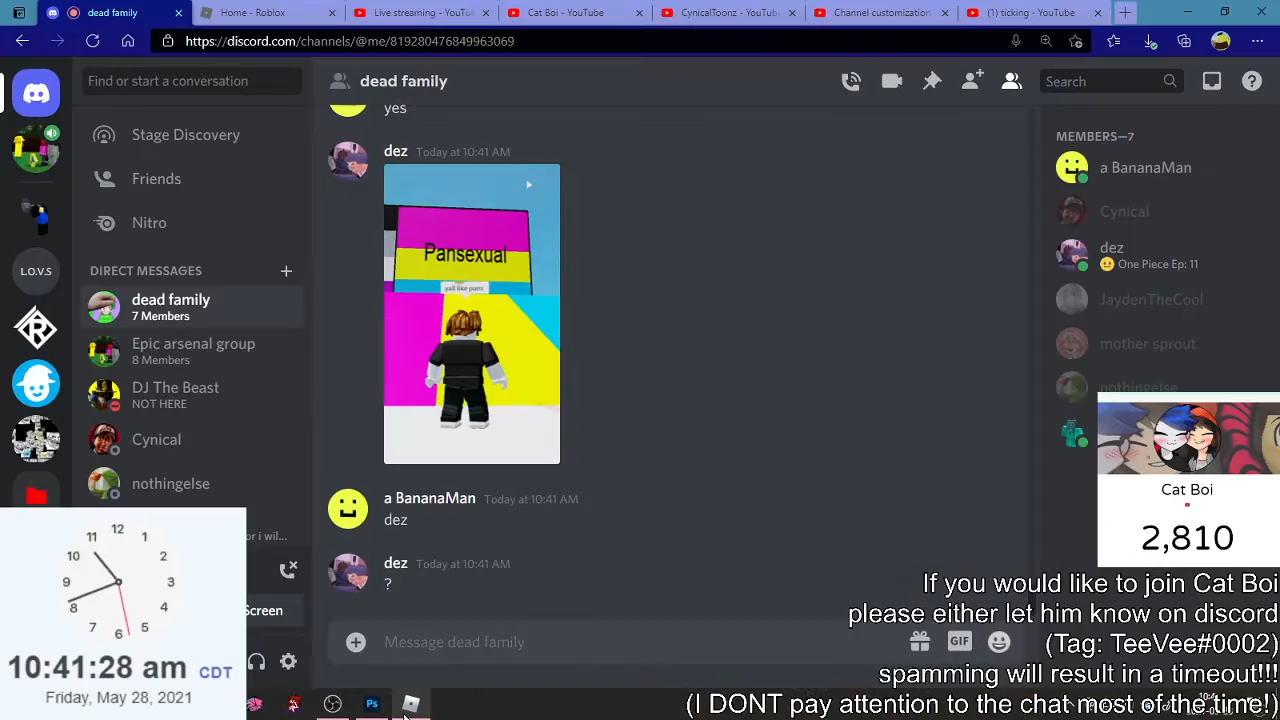 dead family
Home - Roblox
Live streaming - YouTu
Cat Boi - YouTube
CynicalToonz - YouTub
Channel customization
(1) ticking - YouTube
https://discord.com/channels/@me/819280476849963069
Find or start a conversation
dead family
Search
Stage Discovery
Friends
Nitro
DIRECT MESSAGES
dead family
7 Members
Epic arsenal group
8 Members
DJ The Beast
NOT HERE
Cynical
nothingelse
L.O.V.S
or i wil...
Screen
yes
dez Today at 10:41 AM
Pansexual
a BananaMan Today at 10:41 AM
dez
dez Today at 10:41 AM
?
Message dead family
GIF
MEMBERS—7
a BananaMan
Cynical
dez
One Piece Ep: 11
JaydenTheCool
mother sprout.
nothingelse
Cat Boi
2,810
If you would like to join Cat Boi
please either let him know on discord
(Tag: TeeVee#0002)
spamming will result in a timeout!!!
(I DONT pay attention to the chat most of the time!)
12
1
2
3
4
5
6
7
8
9
10
11
10:41:28 am CDT
Friday, May 28, 2021
Ps